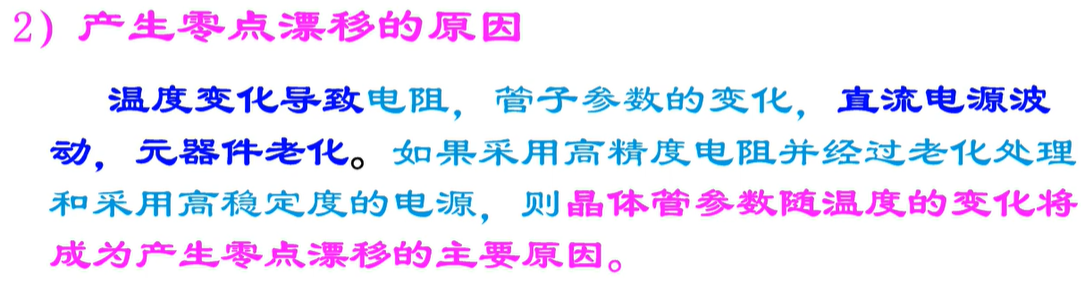 2) 产生零点漂移的原因
温度变化导致电阻，管子参数的变化，直流电源波
动，元器件老化。如果采用高精度电阻并经过老化处理
和采用高稳定度的电源，则晶体管参数随温度的变化将
成为产生零点漂移的主要原因。